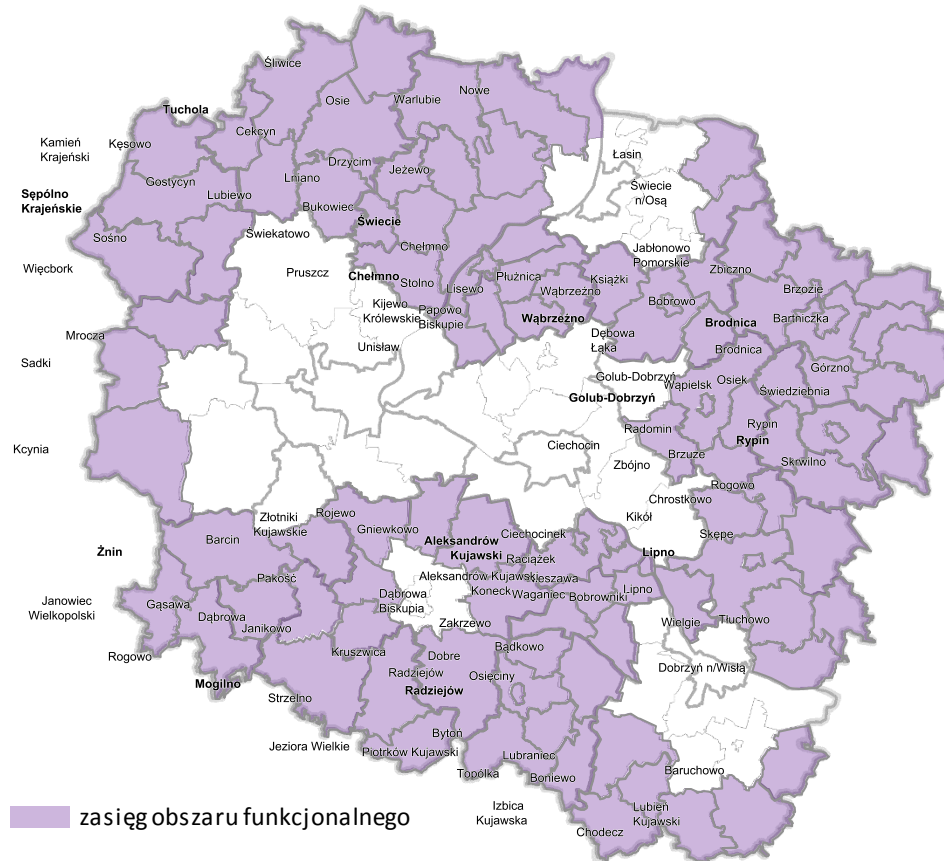 Śliwice
Osie
Warlubie
Nowe
Tuchola
Kamień
Krajeński
Kęsowo
Cekcyn
Łasin
Drzycim
Jeżewo
Gostycyn
Lubiewo
Lniano
Świecie
n/Osą
Sępólno
Krajeńskie
Bukowiec
Świecie
Sośno
Świekatowo
Chełmno
Jabłonowo
Pomorskie
Więcbork
Pruszcz
Chełmno
Stolno
Lisewo
Płużnica
Wąbrzeźno
Książki
Zbiczno
Brzozie
Kijewo
Królewskie
Papowo
Biskupie
Wąbrzeźno
Bobrowo
Brodnica
Bartniczka
Mrocza
Unisław
Dębowa
Łąka
Brodnica
Sadki
Golub-Dobrzyń
Wąpielsk
Osiek
Górzno
Golub-Dobrzyń
Świedziebnia
Radomin
Rypin
Rypin
Kcynia
Ciechocin
Zbójno
Brzuze
Skrwilno
Rogowo
Chrostkowo
Złotniki
Kujawskie
Rojewo
Gniewkowo
Kikół
Skępe
Żnin
Barcin
Aleksandrów
Kujawski
Ciechocinek
Raciążek
Lipno
Pakość
Aleksandrów Kujawski
Nieszawa
Janowiec
Wielkopolski
Gąsawa
Dąbrowa
Dąbrowa
Biskupia
Koneck
Waganiec
Bobrowniki
Lipno
Janikowo
Zakrzewo
Wielgie
Tłuchowo
Rogowo
Kruszwica
Dobre
Bądkowo
Mogilno
Radziejów
Osięciny
Dobrzyń n/Wisłą
Strzelno
Radziejów
Jeziora Wielkie
Piotrków Kujawski
Bytoń
Lubraniec
Topólka
Boniewo
Baruchowo
Izbica
Kujawska
Lubień
Kujawski
Chodecz
zasięg obszaru funkcjonalnego